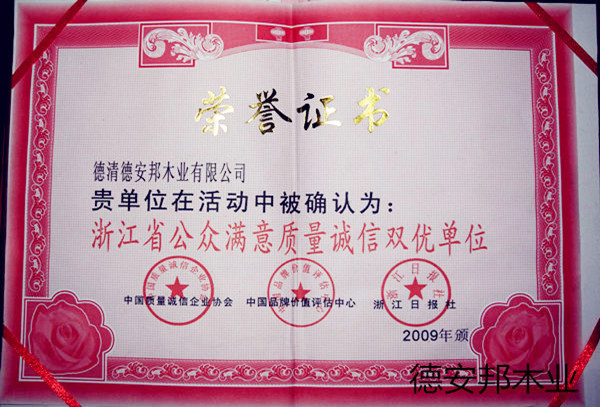 荣誉证书
德清德安邦木业有限公司
贵单位在活动中被确认为：
浙江省公众满意质量诚信双优单位
中国质量诚信企业协会 中国品牌价值评估中心 浙江日报社
2009年颁
德安邦木业